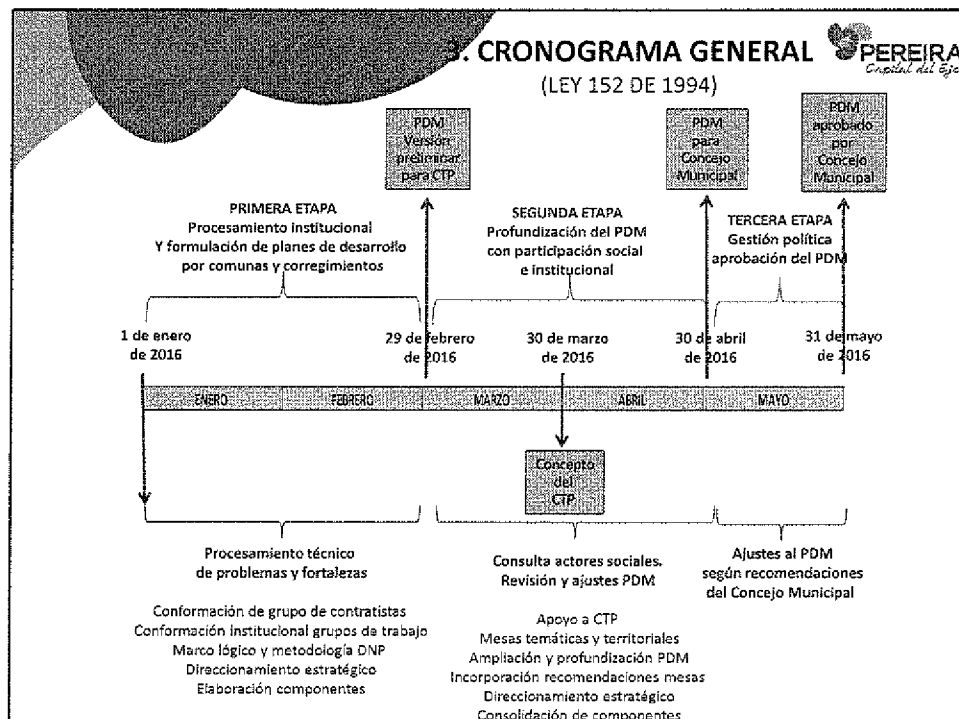 3. CRONOGRAMA GENERAL
(LEY 152 DE 1994)
PEREIRA
Capital del Eje
PDM
Versión
preliminar
para CTP
PDM
para
Concejo
Municipal
PDM
aprobado
por
Concejo
Municipal
PRIMERA ETAPA
Procesamiento institucional
Y formulación de planes de desarrollo
por comunas y corregimientos
SEGUNDA ETAPA
Profundización del PDM
con participación social
e institucional
TERCERA ETAPA
Gestión política
aprobación del PDM
1 de enero
de 2016
29 de febrero
de 2016
30 de marzo
de 2016
30 de abril
de 2016
31 de mayo
de 2016
ENERO
FEBRERO
MARZO
ABRIL
MAYO
Concepto
del
CTP
Procesamiento técnico
de problemas y fortalezas
Conformación de grupo de contratistas
Conformación institucional grupos de trabajo
Marco lógico y metodología DNP
Direccionamiento estratégico
Elaboración componentes
Consulta actores sociales.
Revisión y ajustes PDM
Apoyo a CTP
Mesas temáticas y territoriales
Ampliación y profundización PDM
Incorporación recomendaciones mesas
Direccionamiento estratégico
Consolidación de componentes
Ajustes al PDM
según recomendaciones
del Concejo Municipal